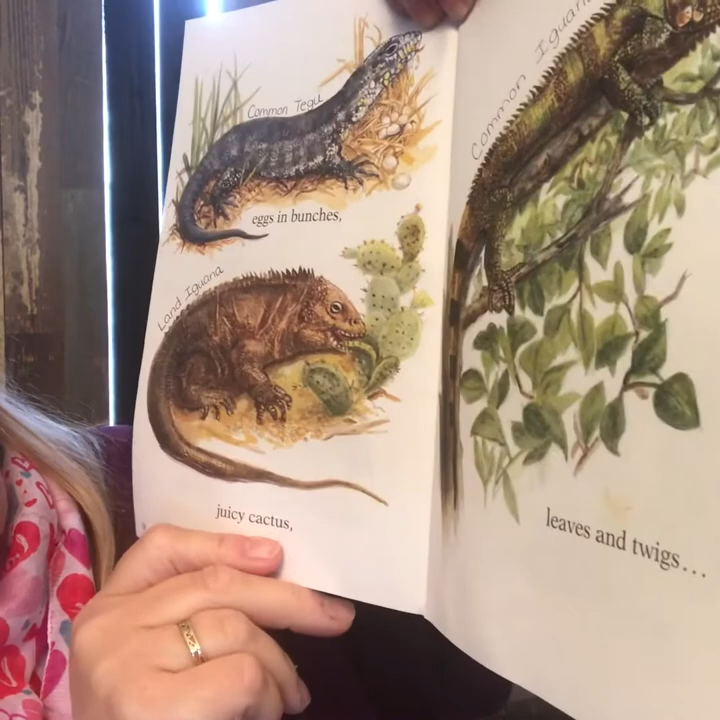 Common Tegu
eggs in bunches,
Land Iguana
juicy cactus,
Common Iguana
leaves and twigs...